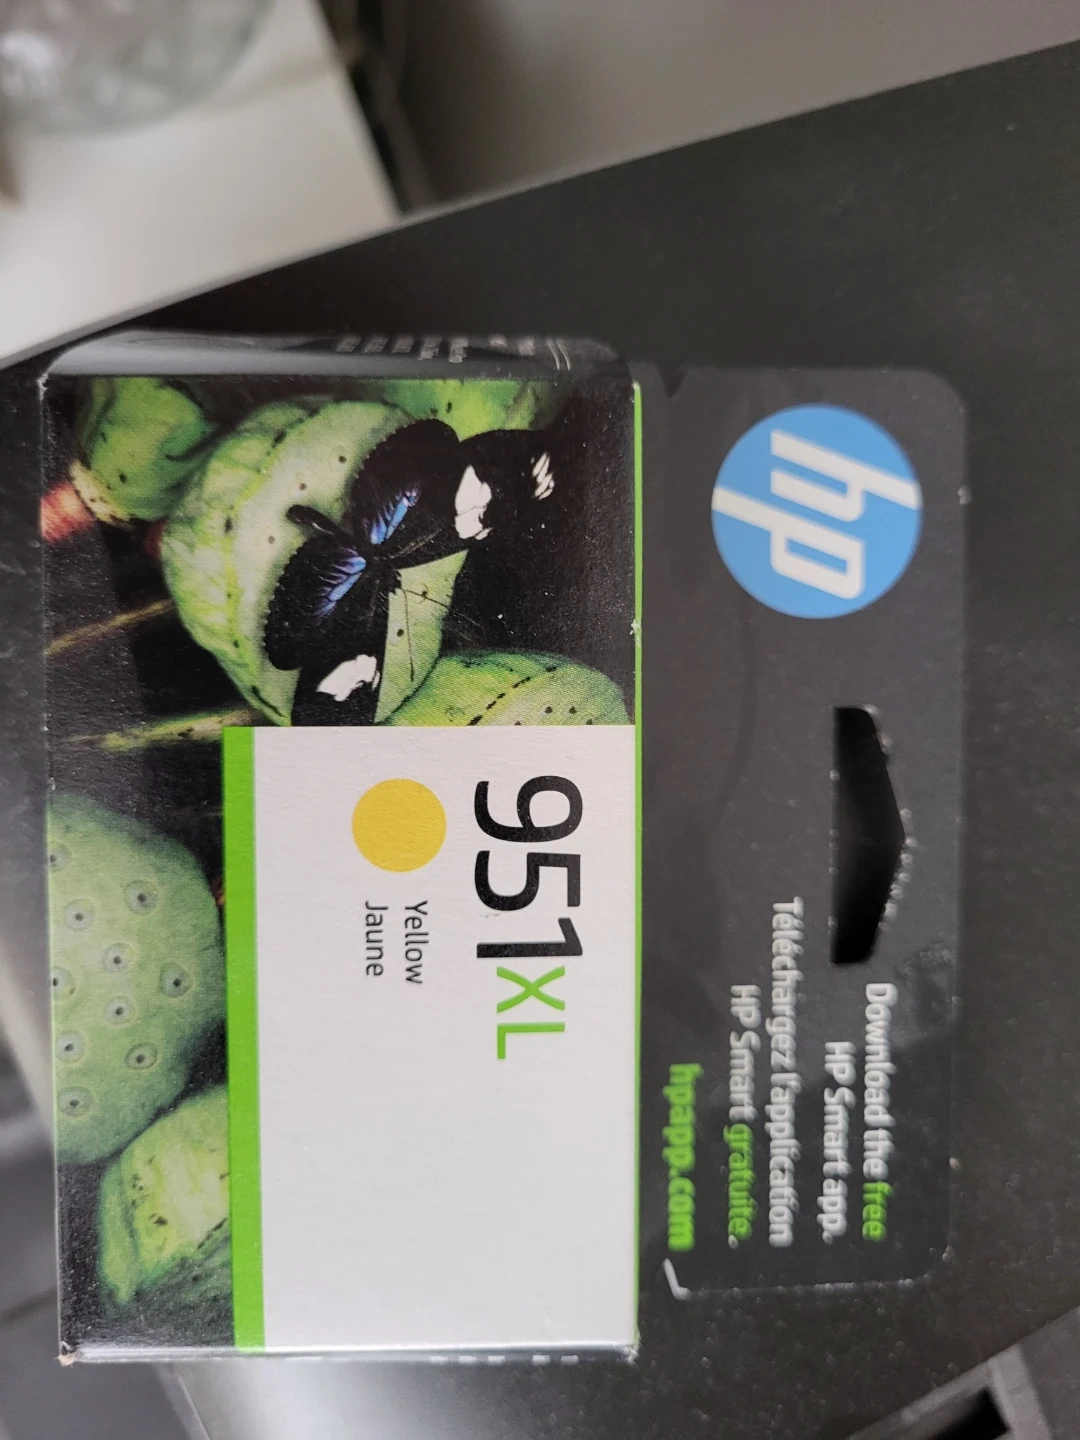 hp
Download the free
HP Smart app.
Téléchargez l'application
HP Smart gratuite.
hpapp.com
951XL
Yellow
Jaune